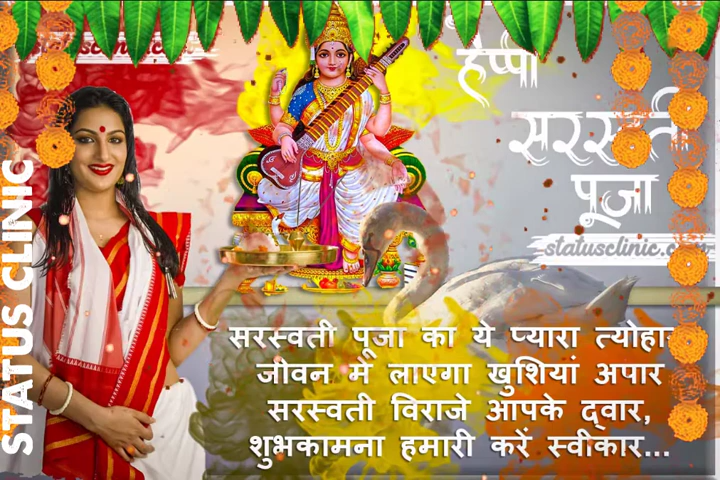 STATUS CLINIC
हैप्पी
सरस्वती
पूजा
statusclinic.com
सरस्वती पूजा का ये प्यारा
जीवन में लाएगा खुशियां अपार
सरस्वती विराजे आपके द्वार,
शुभकामना हमारी करें स्वीकार...